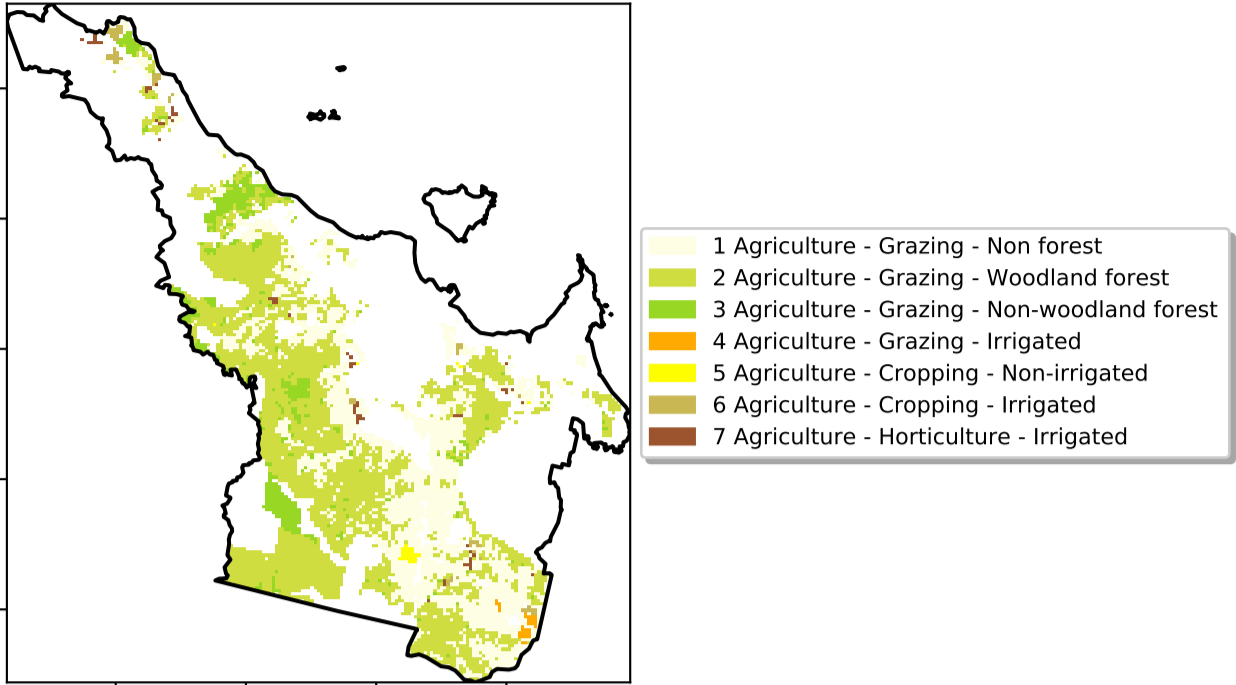 1 Agriculture - Grazing - Non forest
2 Agriculture - Grazing - Woodland forest
3 Agriculture - Grazing - Non-woodland forest
4 Agriculture - Grazing - Irrigated
5 Agriculture - Cropping - Non-irrigated
6 Agriculture - Cropping - Irrigated
7 Agriculture - Horticulture - Irrigated